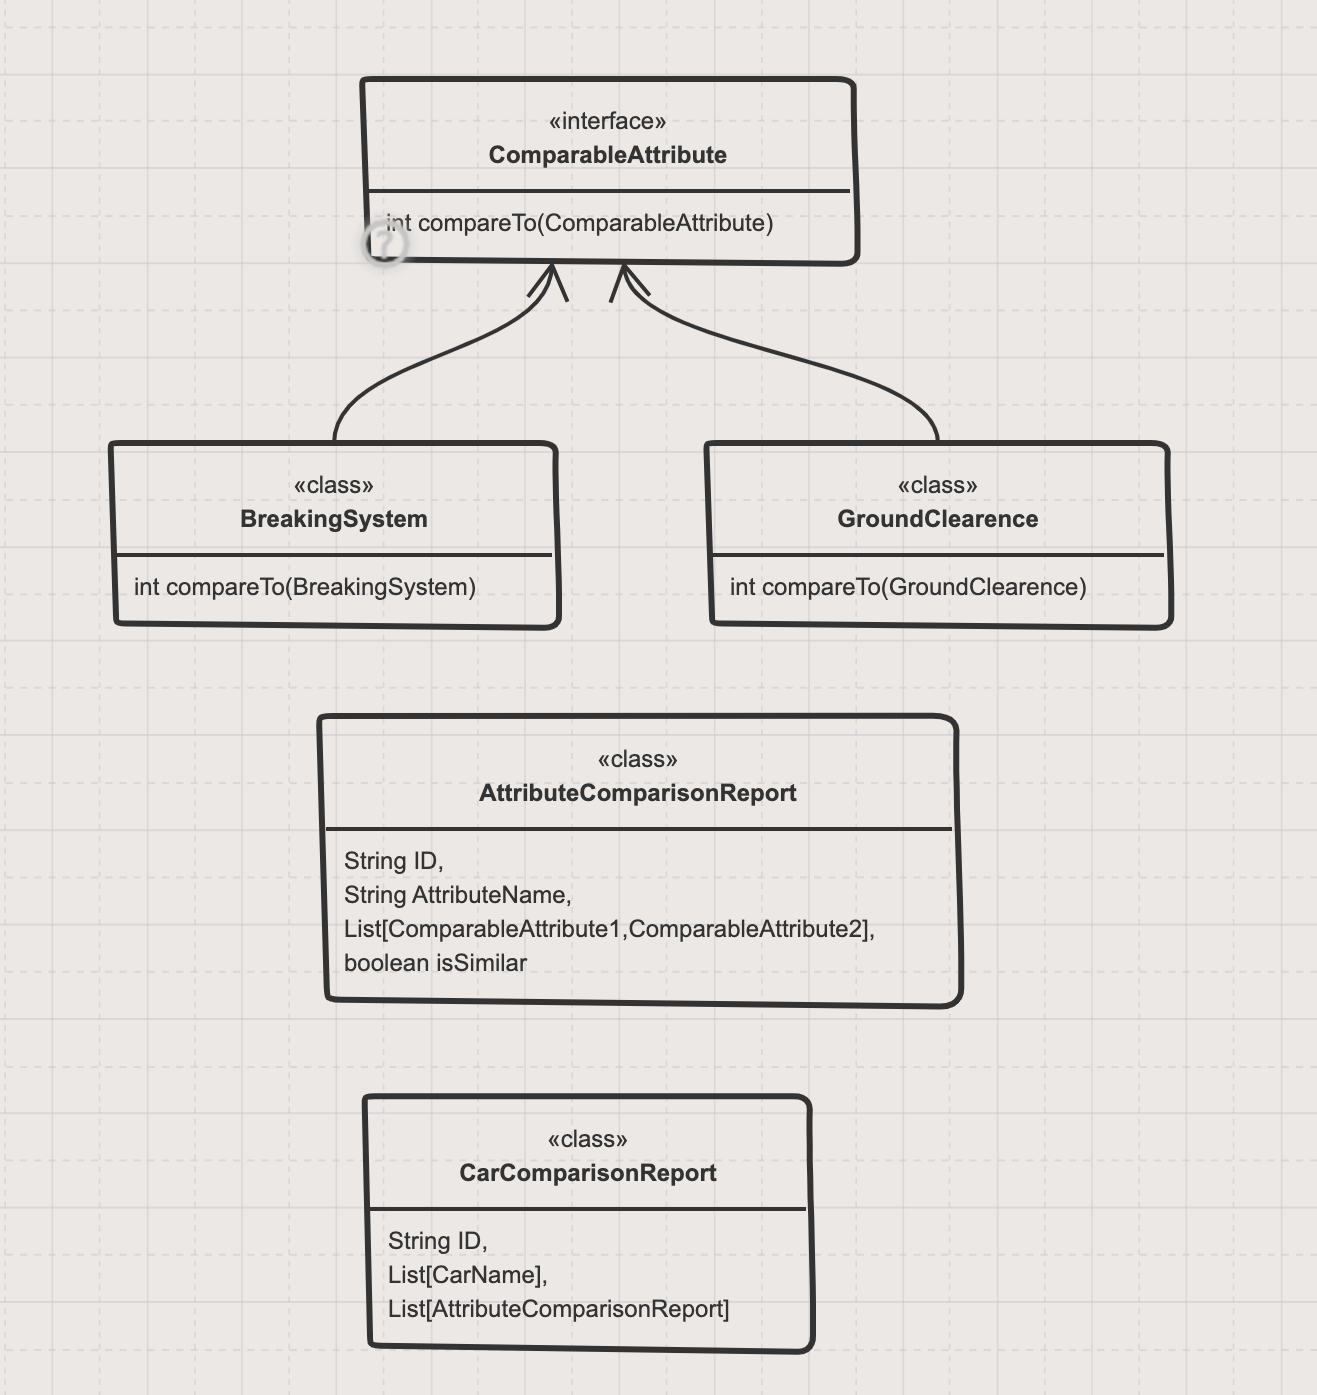 «interface»
ComparableAttribute
int compareTo(ComparableAttribute)
?
«class»
BreakingSystem
int compareTo(BreakingSystem)
«class»
GroundClearence
int compareTo(GroundClearence)
«class»
AttributeComparisonReport
String ID,
String AttributeName,
List[ComparableAttribute1,ComparableAttribute2],
boolean isSimilar
«class»
CarComparisonReport
String ID,
List[CarName],
List[AttributeComparisonReport]